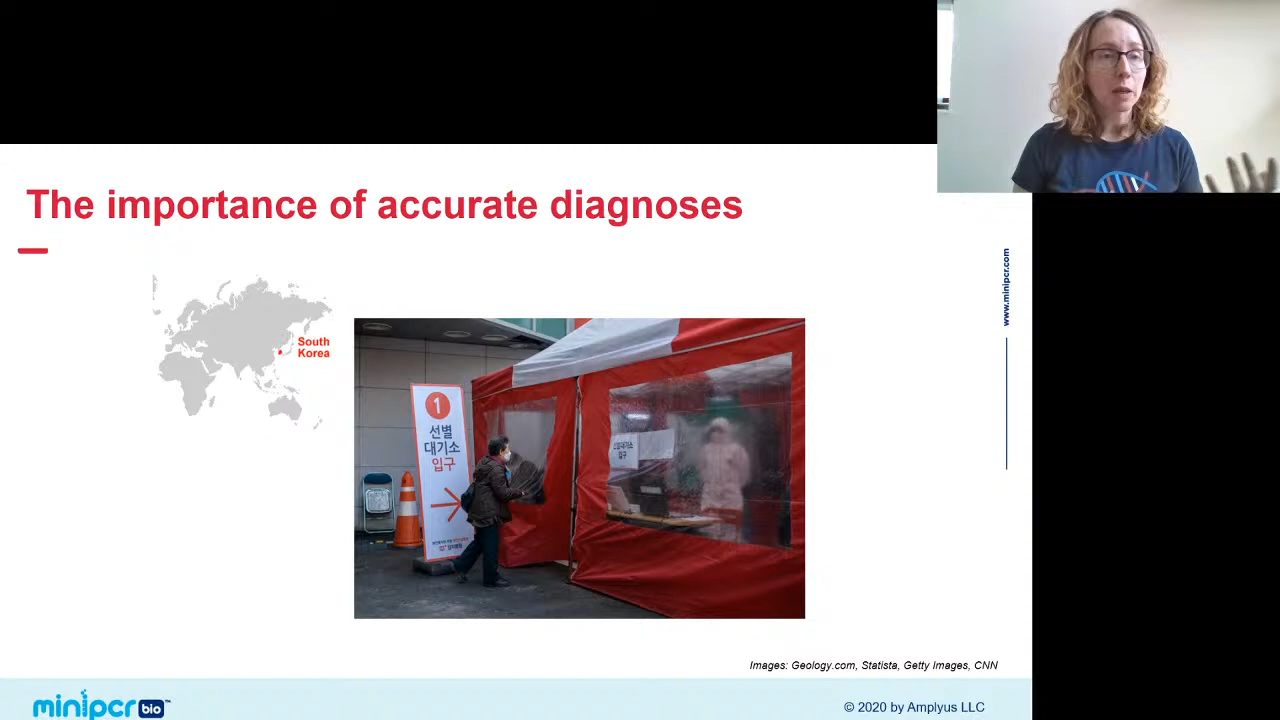 The importance of accurate diagnoses
www.minipcr.com
South
Korea
1
선별
대기소
입구
Images: Geology.com, Statista, Getty Images, CNN
minipcr bio™
© 2020 by Amplyus LLC